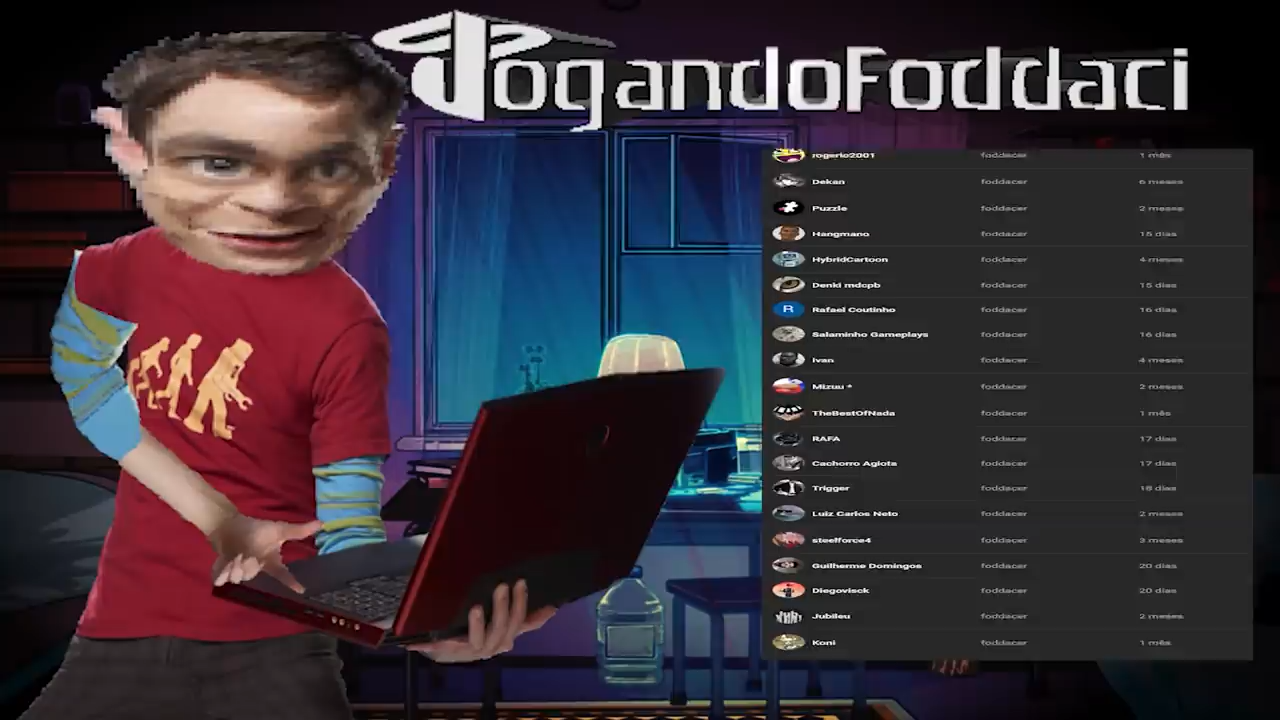 JogandoFoddaci
rogerio2001 foddacer 1 mês
Dekan foddacer 6 meses
Puzzle foddacer 2 meses
Hangmano foddacer 15 dias
HybridCartoon foddacer 4 meses
Denki mdcpb foddacer 15 dias
R Rafael Coutinho foddacer 16 dias
Salaminho Gameplays foddacer 16 dias
Ivan foddacer 4 meses
Mizuu * foddacer 2 meses
TheBestOfNada foddacer 1 mês
RAFA foddacer 17 dias
Cachorro Agiota foddacer 17 dias
Trigger foddacer 18 dias
Luiz Carlos Neto foddacer 2 meses
steelforce4 foddacer 3 meses
Guilherme Domingos foddacer 20 dias
Diegovisck foddacer 20 dias
Jubileu foddacer 2 meses
Koni foddacer 1 mês